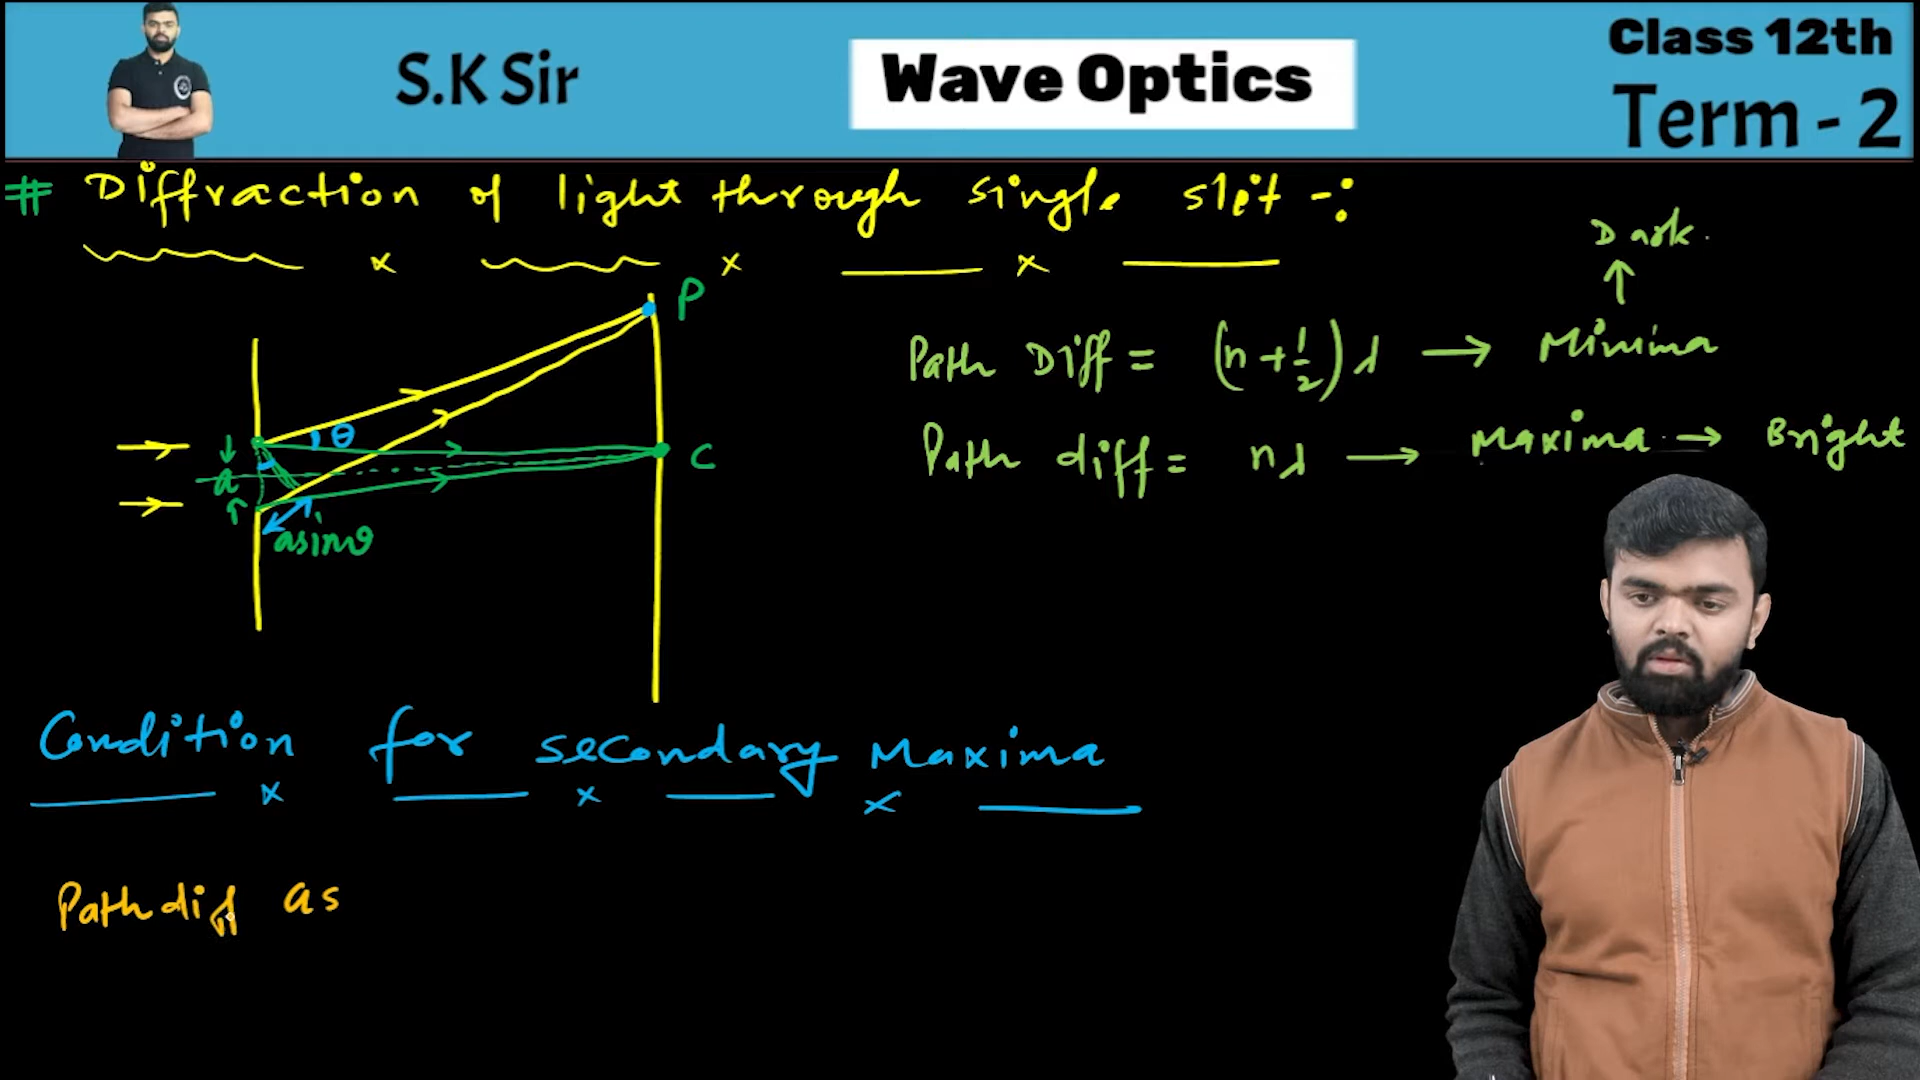 S.K Sir
Wave Optics
Class 12th
Term - 2
# Diffraction of light through single slit -:
P
θ
a
C
asinθ
Dark.
↑
Path Diff = (n + 1/2) λ → Minima
Path diff = nλ → Maxima → Bright
Condition for secondary Maxima
Path diff as